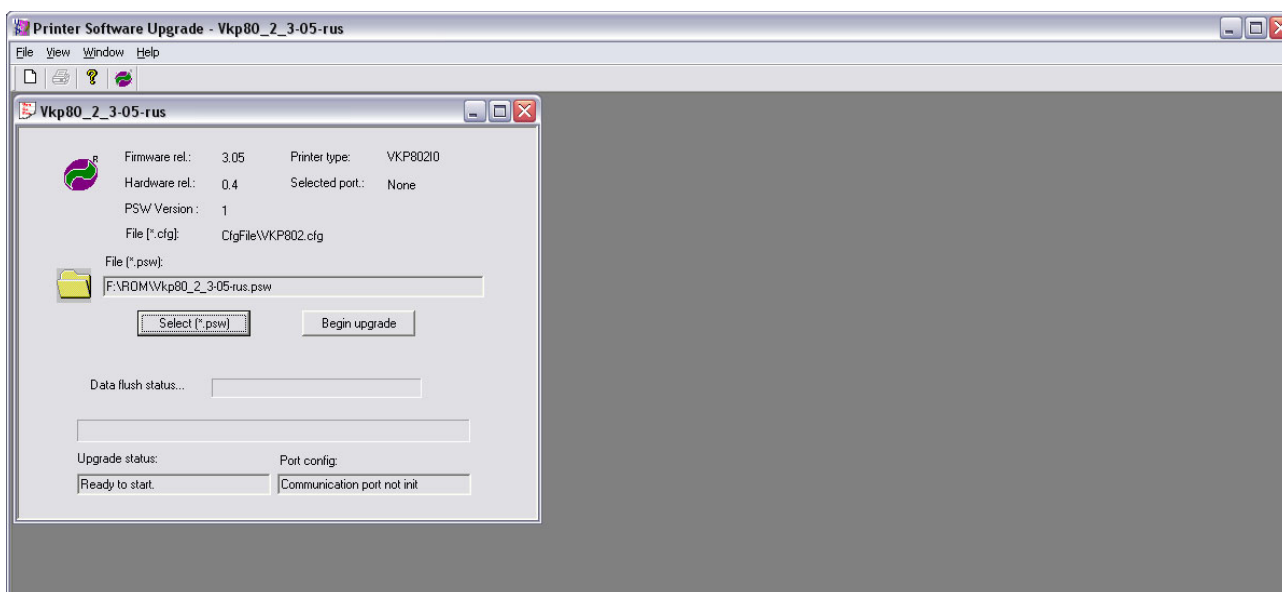 Printer Software Upgrade - Vkp80_2_3-05-rus
File View Window Help
Vkp80_2_3-05-rus
R
Firmware rel.: 3.05 Printer type: VKP802I0
Hardware rel.: 0.4 Selected port.: None
PSW Version : 1
File [*.cfg]: CfgFile\VKP802.cfg
File (*.psw):
F:\ROM\Vkp80_2_3-05-rus.psw
Select (*.psw) Begin upgrade
Data flush status...
Upgrade status: Port config:
Ready to start. Communication port not init